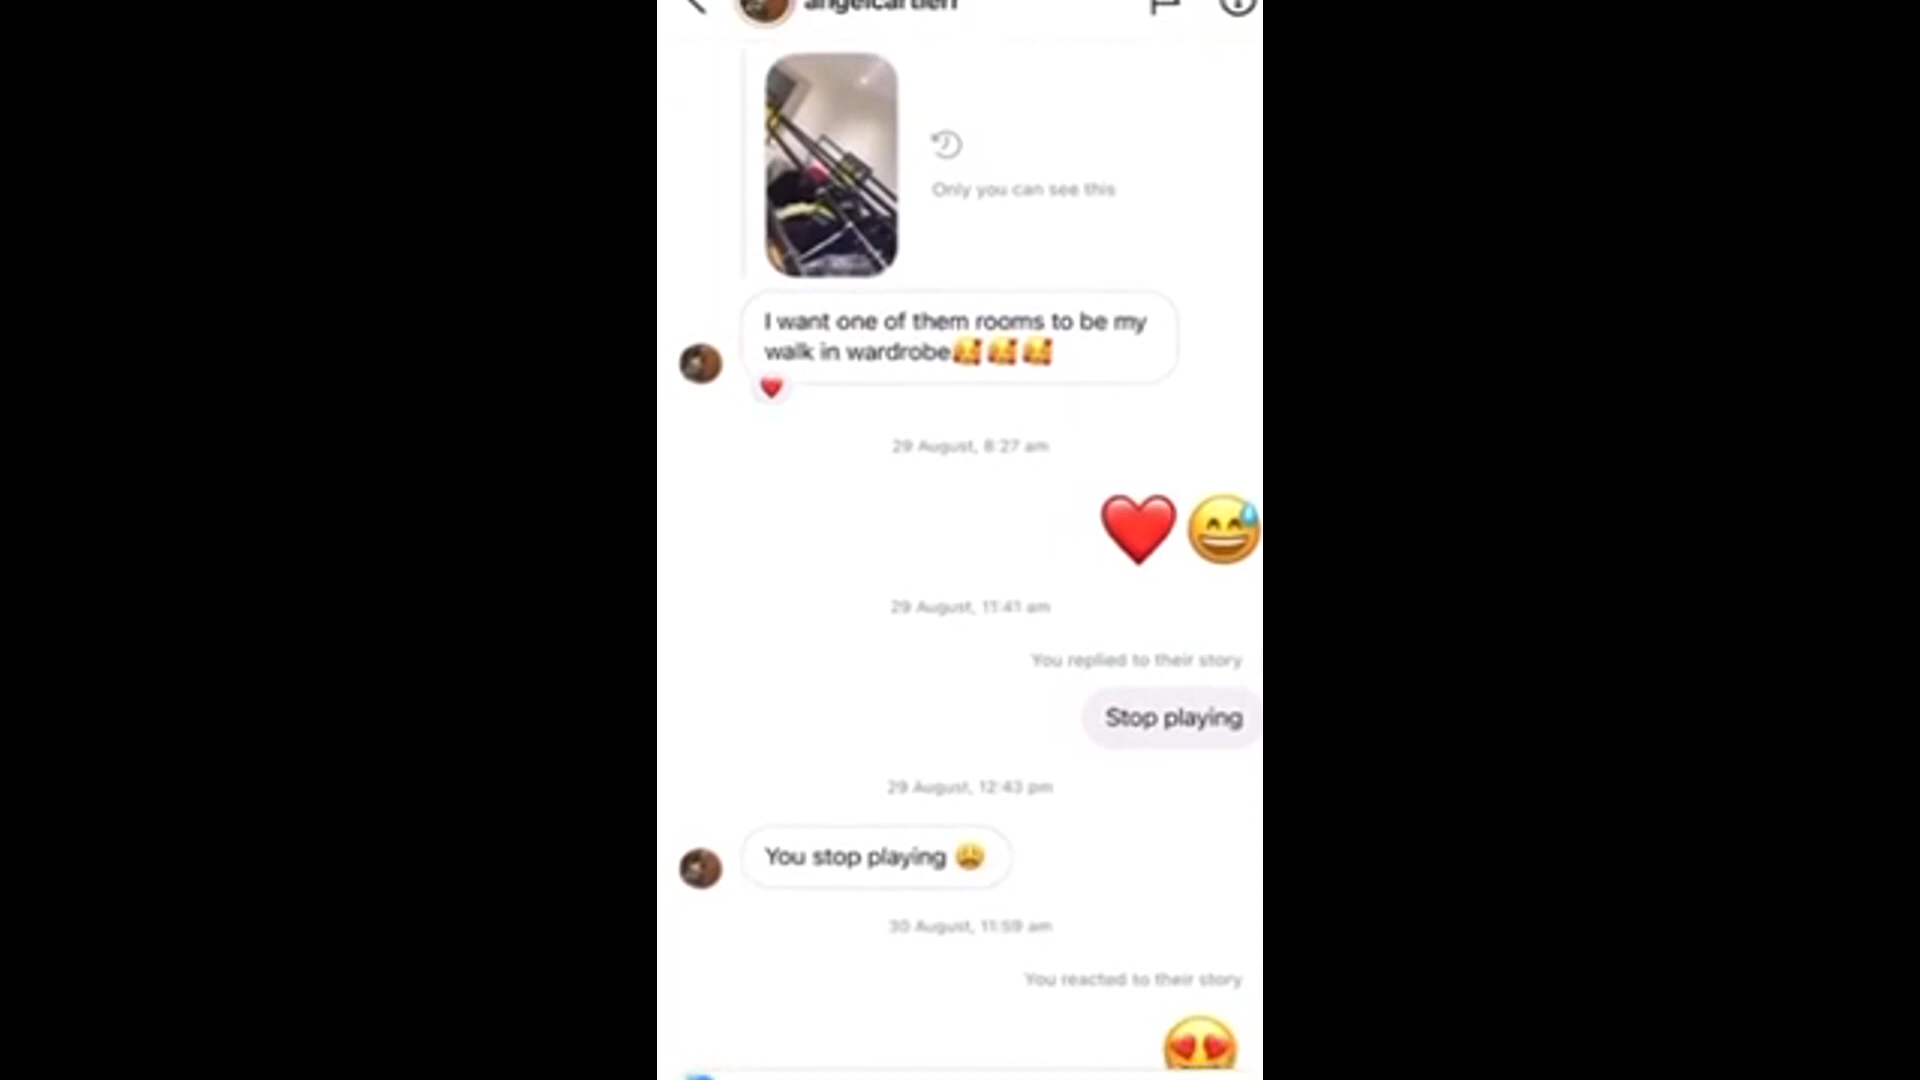 Only you can see this
I want one of them rooms to be my
walk in wardrobe🥰🥰🥰
29 August, 8:27 am
29 August, 11:41 am
You replied to their story
Stop playing
29 August, 12:43 pm
You stop playing 😩
30 August, 11:59 am
You reacted to their story